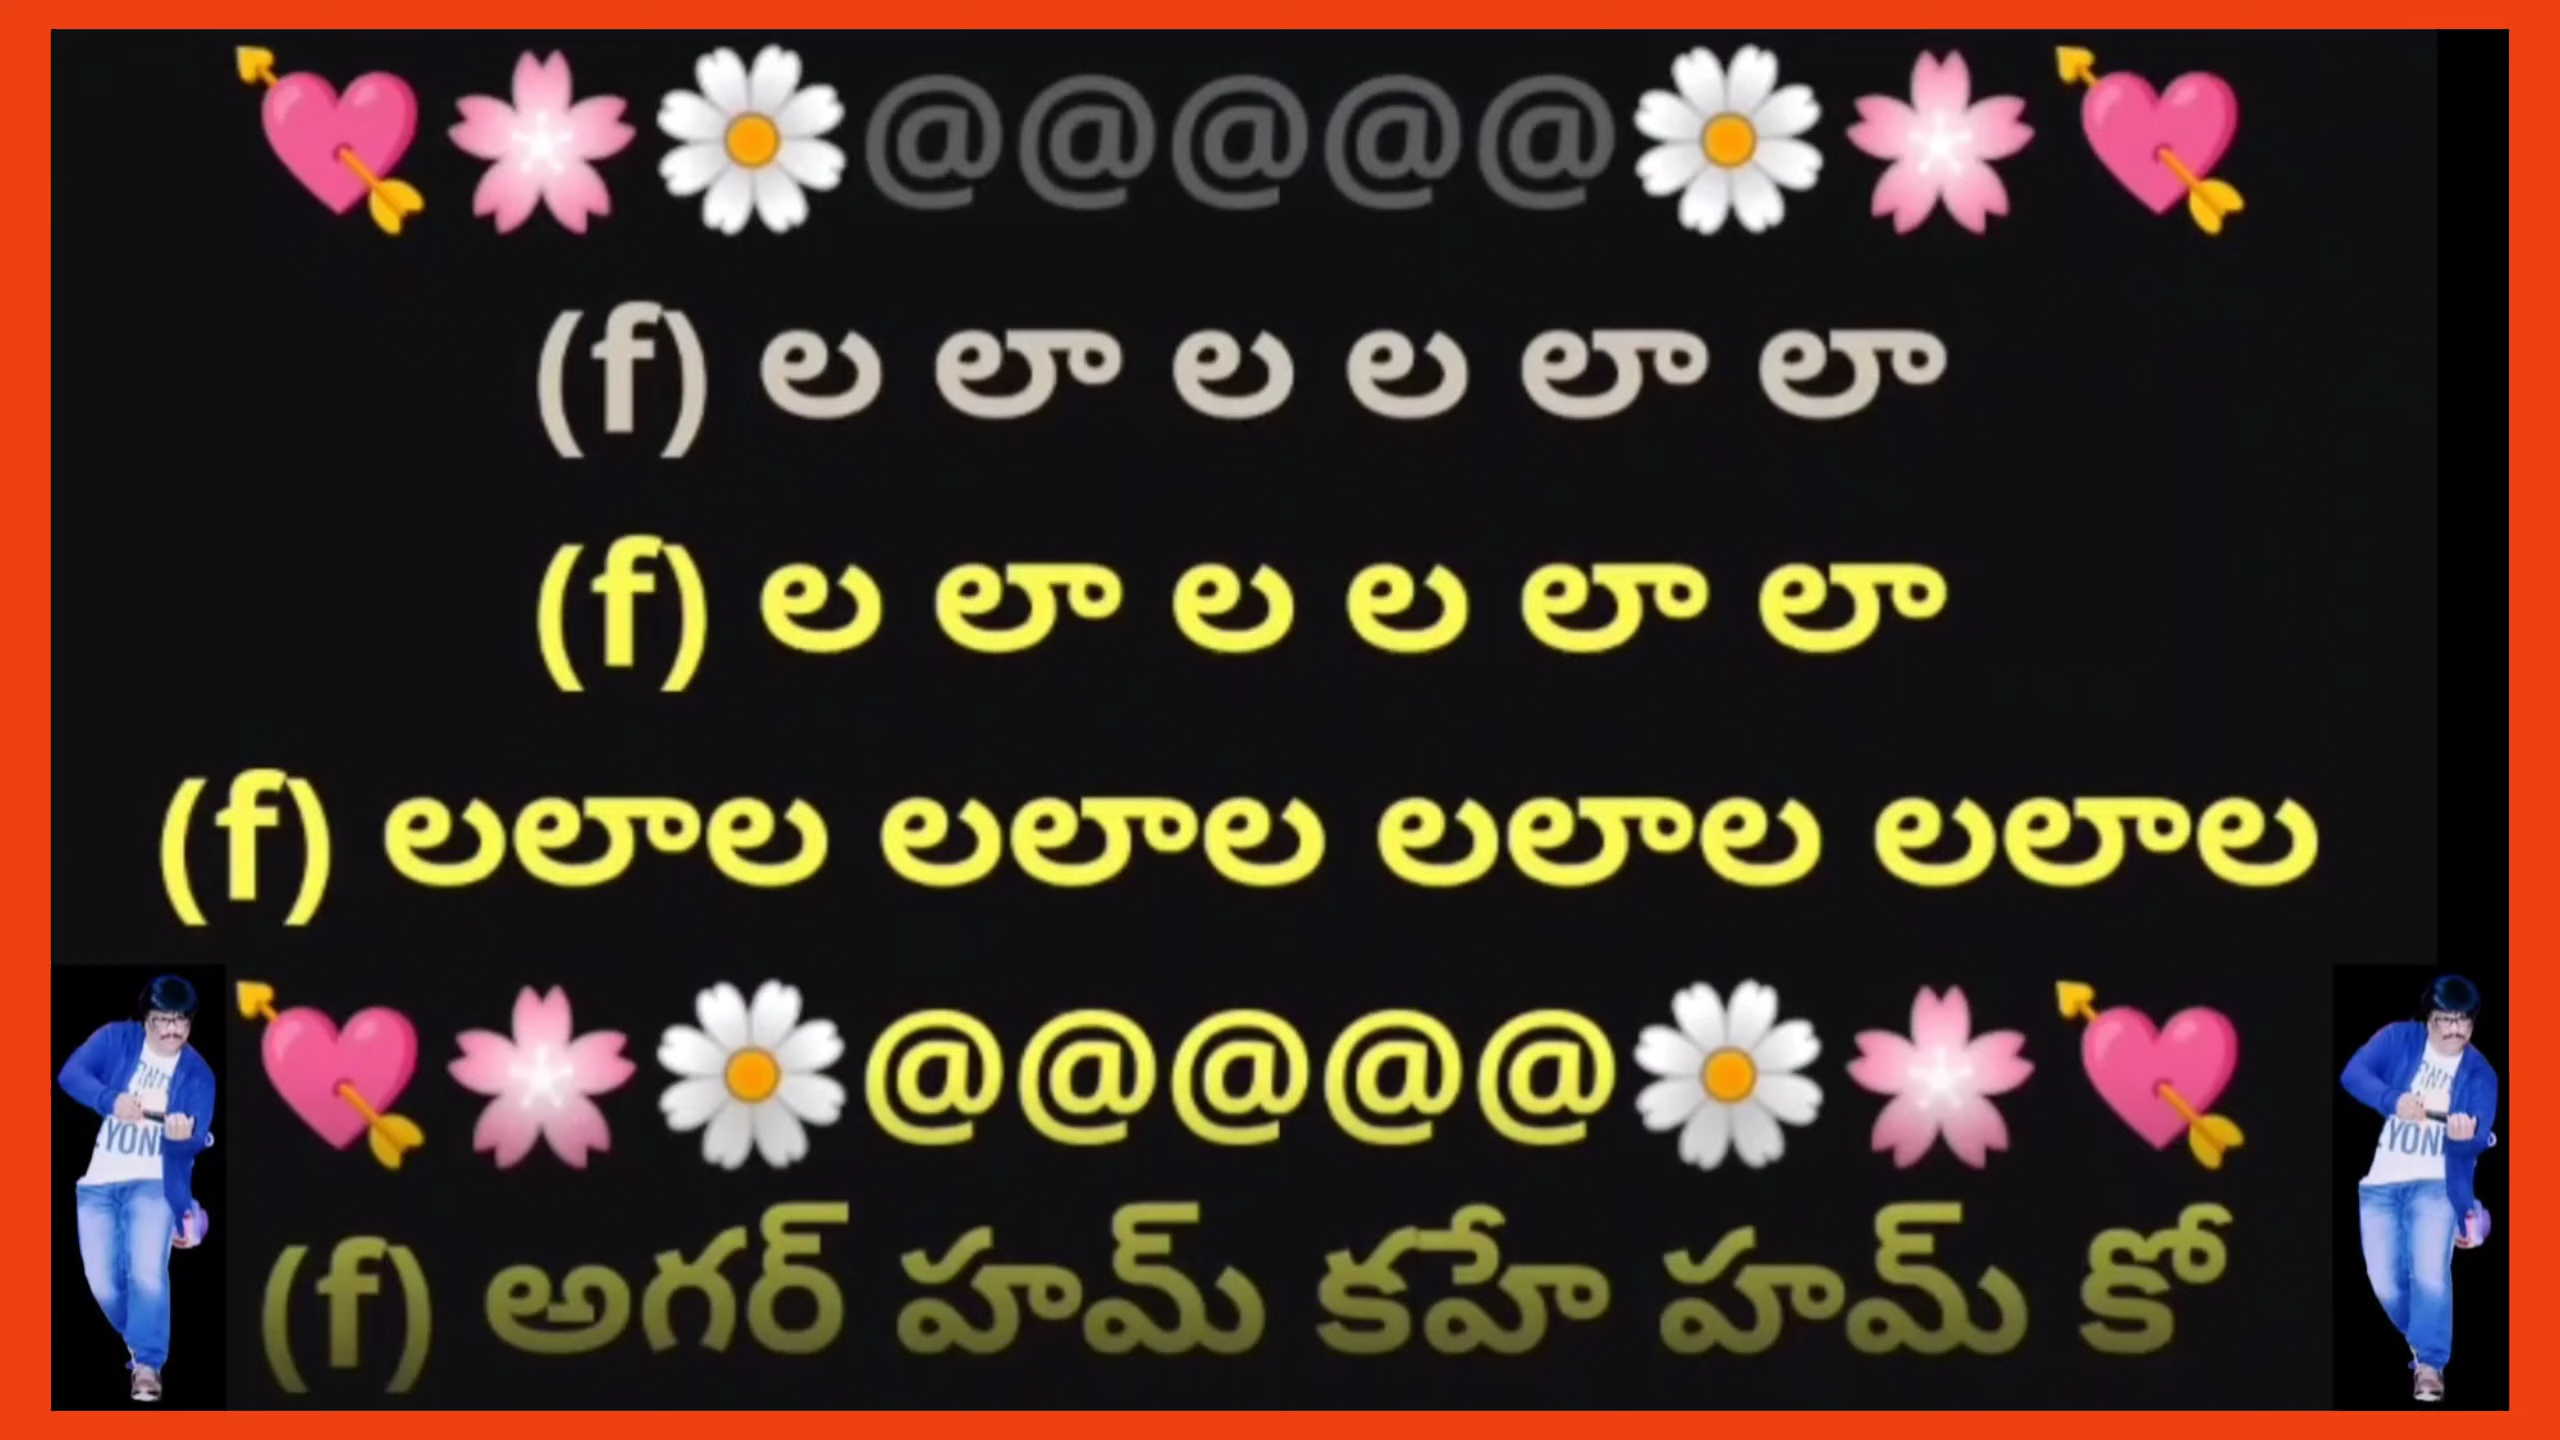 💘🌸🌼@@@@@🌼🌸💘
(f) ల లా ల ల లా లా
(f) ల లా ల ల లా లా
(f) లలాల లలాల లలాల లలాల
💘🌸🌼@@@@@🌼🌸💘
(f) అగర్ హమ్ కహే హమ్ కో